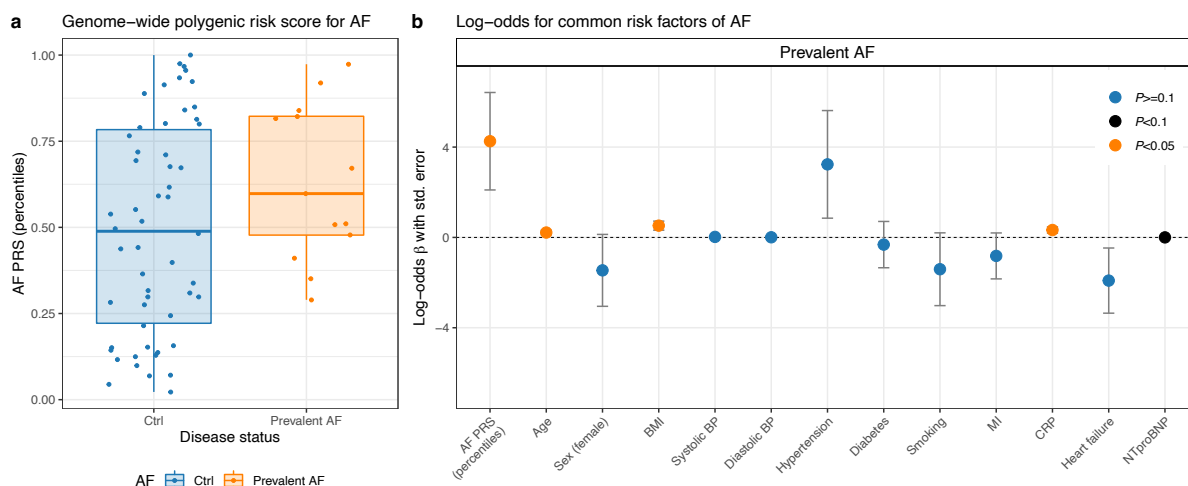 a Genome-wide polygenic risk score for AF
AF PRS (percentiles)
1.00
0.75
0.50
0.25
0.00
Ctrl Prevalent AF
Disease status
AF Ctrl Prevalent AF
b Log-odds for common risk factors of AF
Prevalent AF
Log-odds β with std. error
4
0
-4
P>=0.1
P<0.1
P<0.05
AF PRS
(percentiles)
Age
Sex (female)
BMI
Systolic BP
Diastolic BP
Hypertension
Diabetes
Smoking
MI
CRP
Heart failure
NTproBNP